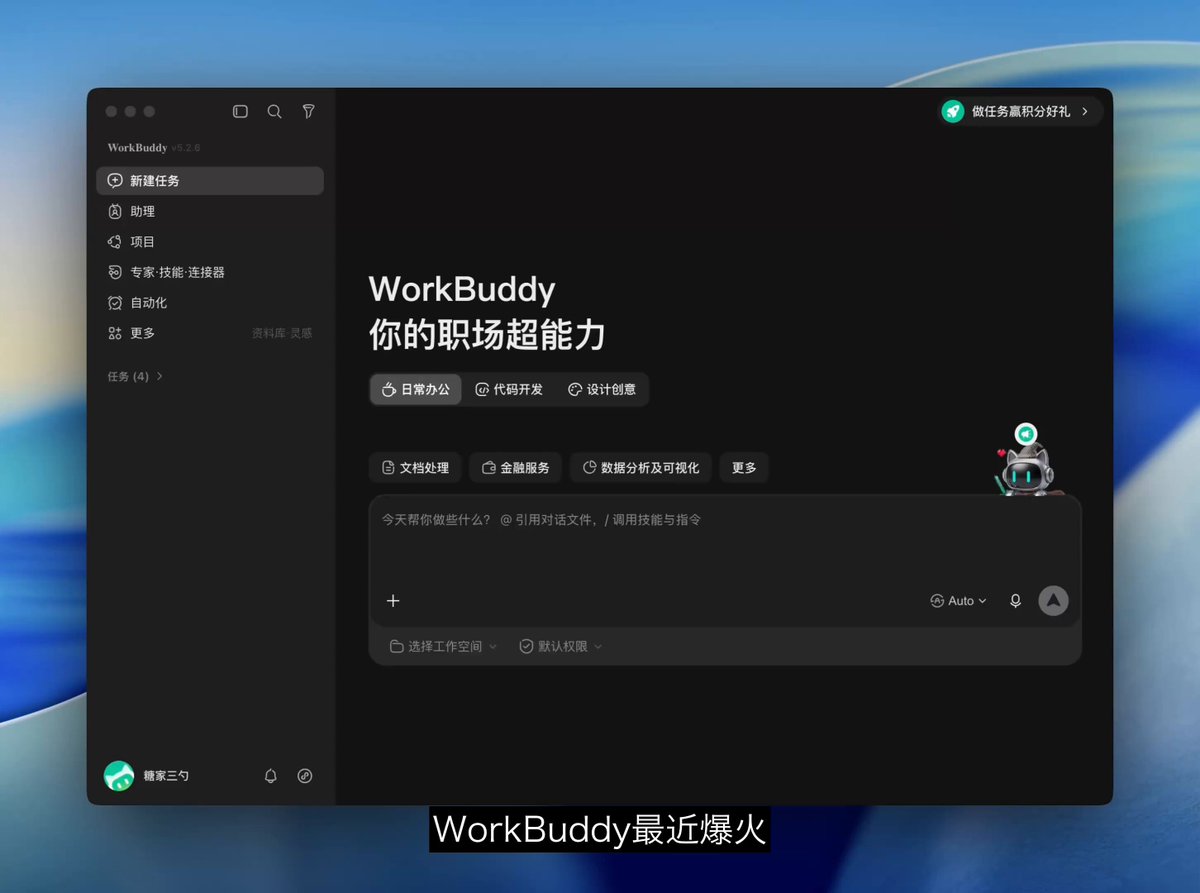 做任务赢积分好礼
WorkBuddy v5.2.6
新建任务
助理
项目
专家·技能·连接器
自动化
更多 资料库 灵感
任务 (4)
WorkBuddy
你的职场超能力
日常办公 代码开发 设计创意
文档处理 金融服务 数据分析及可视化 更多
今天帮你做些什么? @ 引用对话文件, / 调用技能与指令
Auto
选择工作空间 默认权限
糖家三勺
WorkBuddy最近爆火